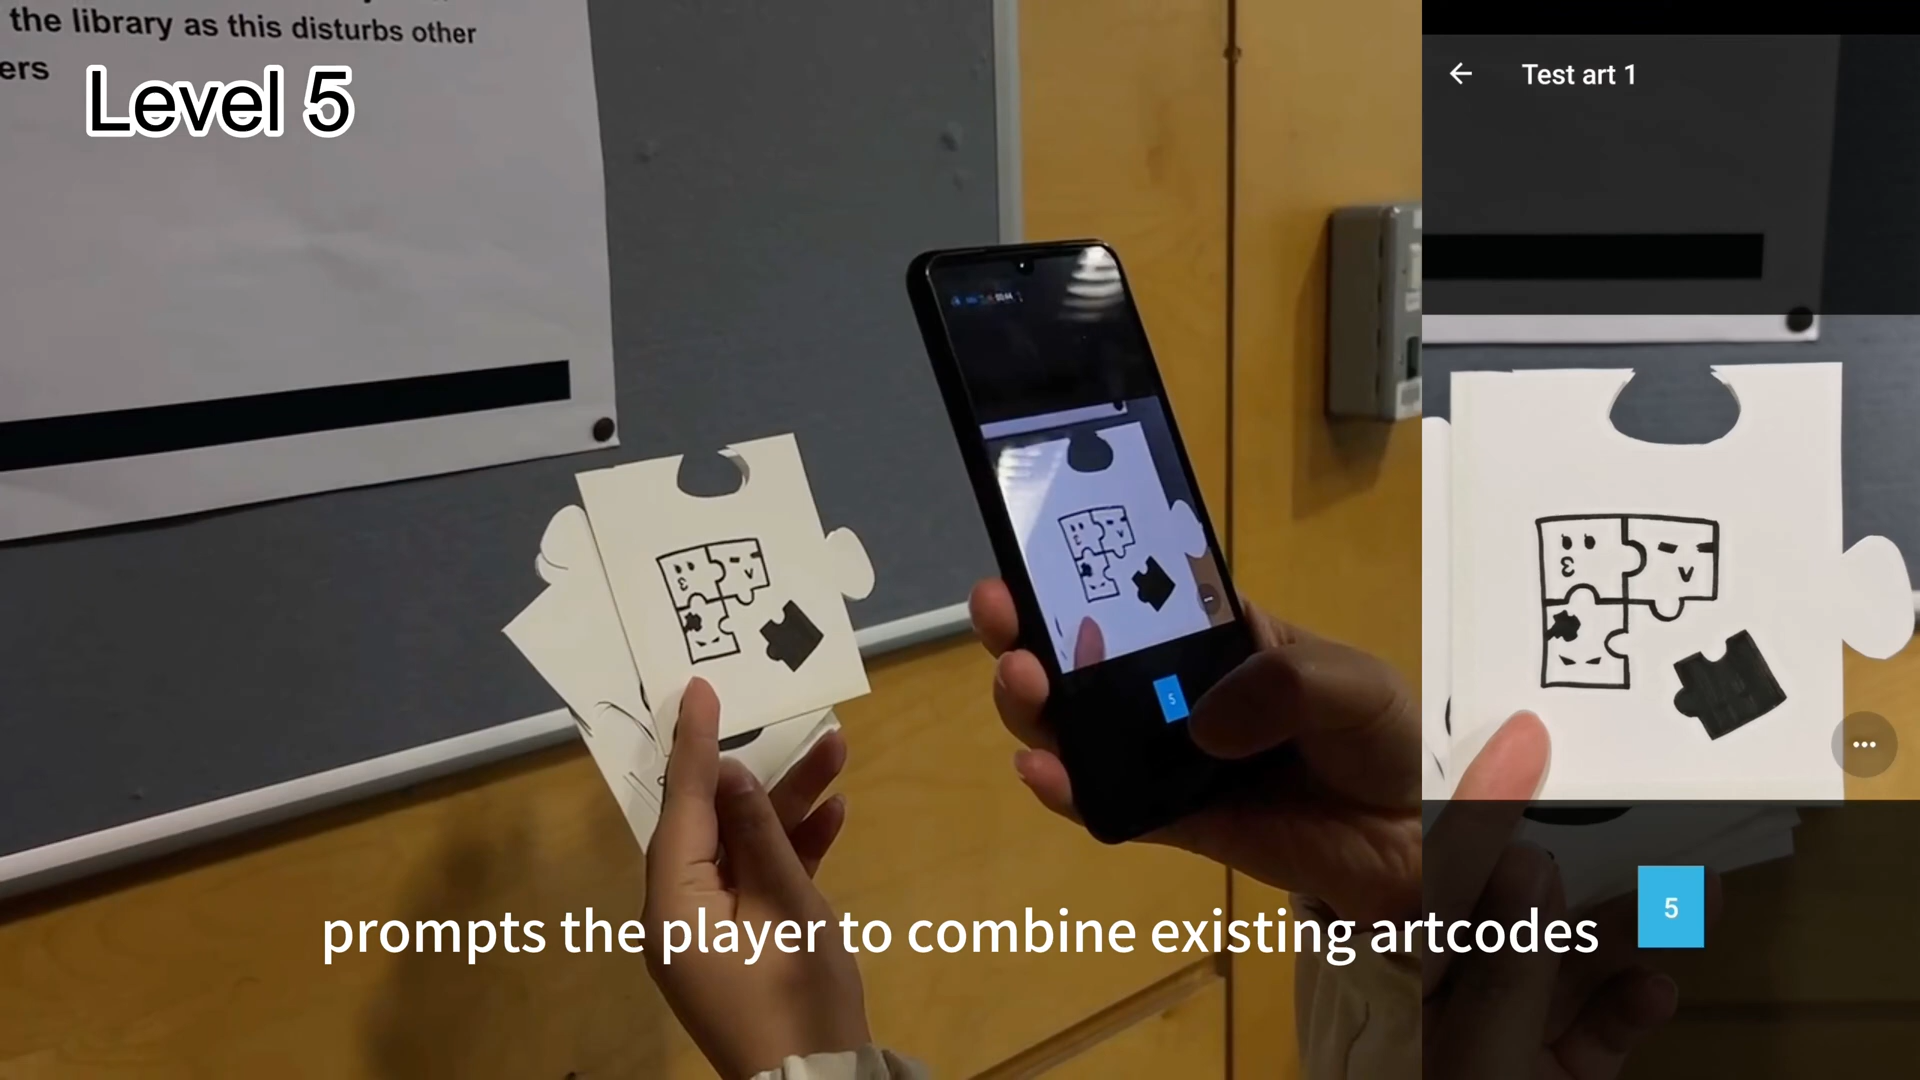 the library as this disturbs other
ers
Level 5
Test art 1
5
5
prompts the player to combine existing artcodes